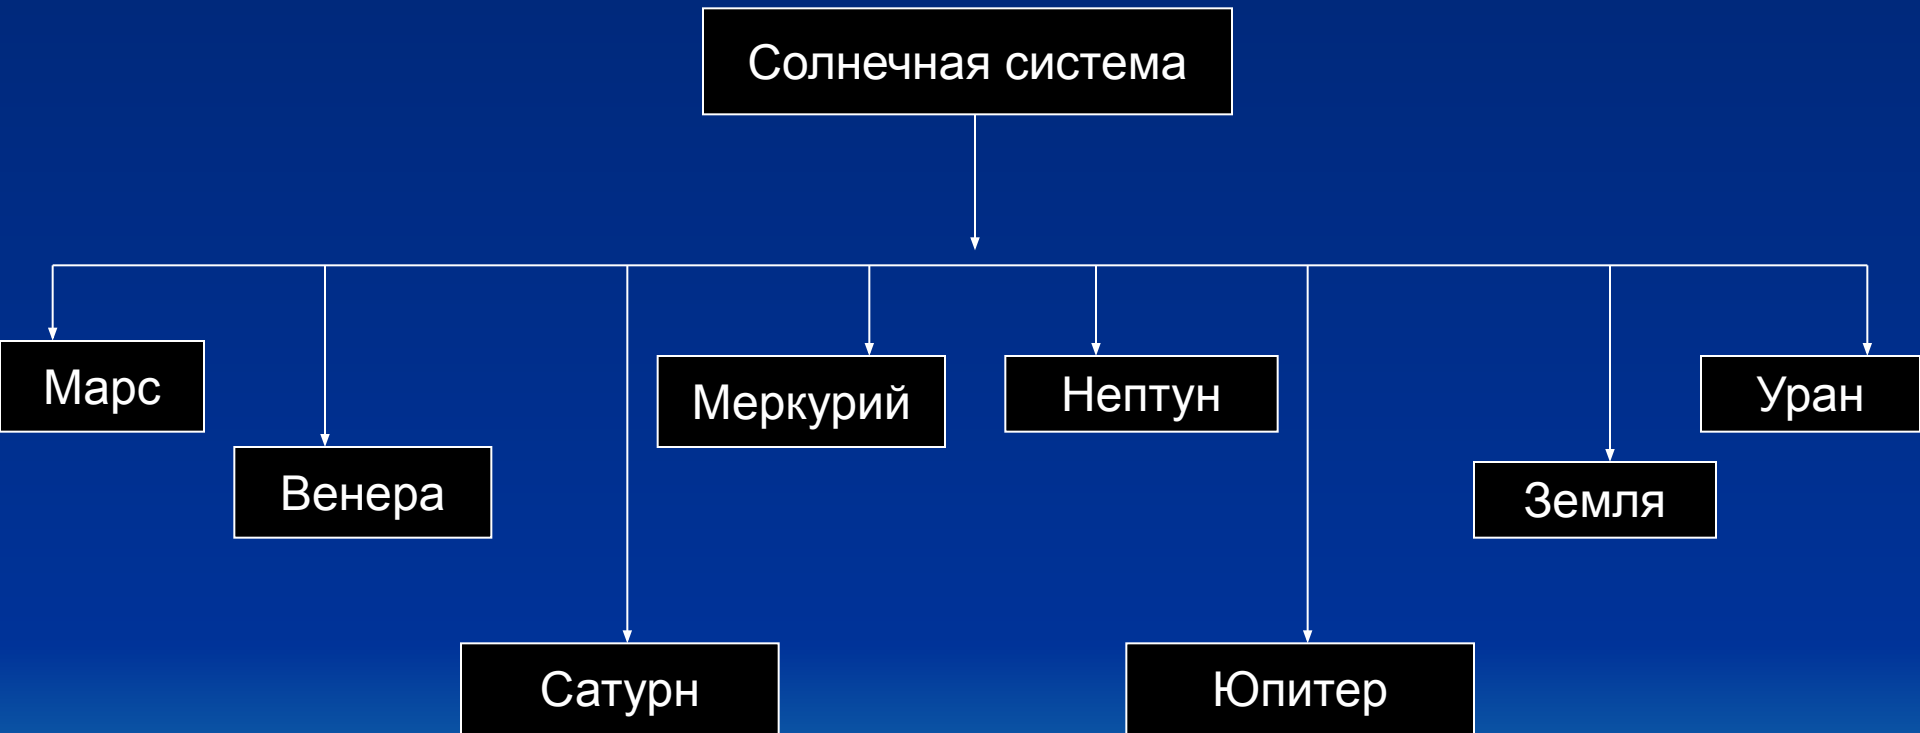 Солнечная система
Марс
Меркурий
Нептун
Уран
Венера
Земля
Сатурн
Юпитер